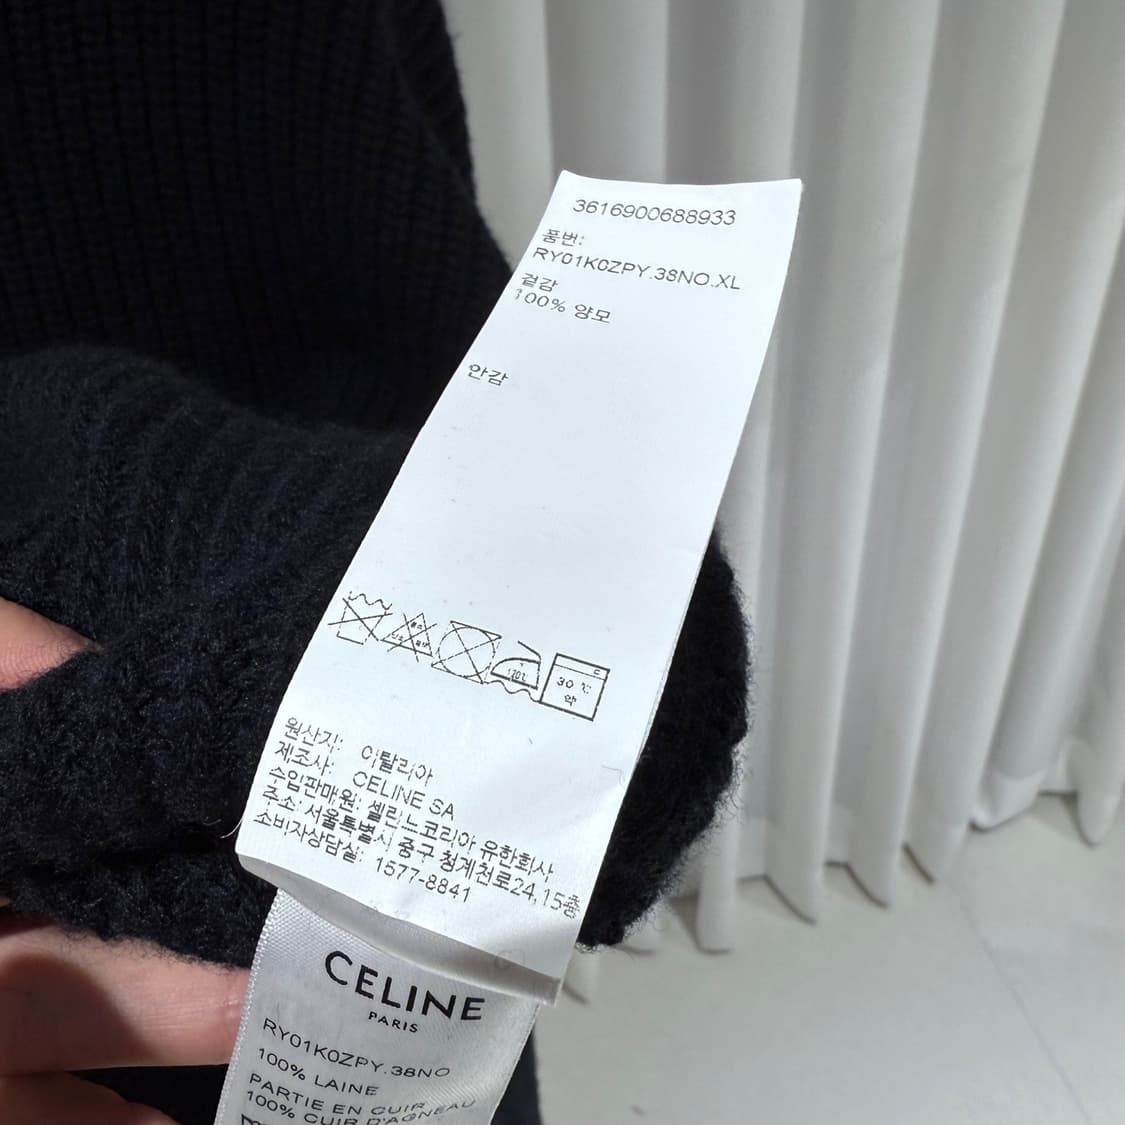 3616900688933
품번:
RY01K0ZPY.38NO.XL
겉감
100% 양모
안감
120℃
C
30 ℃
약
원산지: 이탈리아
제조사: CELINE SA
수입판매원: 셀린느코리아 유한회사
주소: 서울특별시 중구 청계천로24,15층
소비자상담실: 1577-8841
CELINE
PARIS
RY01K0ZPY.38NO
100% LAINE
PARTIE EN CUIR
100% CUIR D'AGNEAU